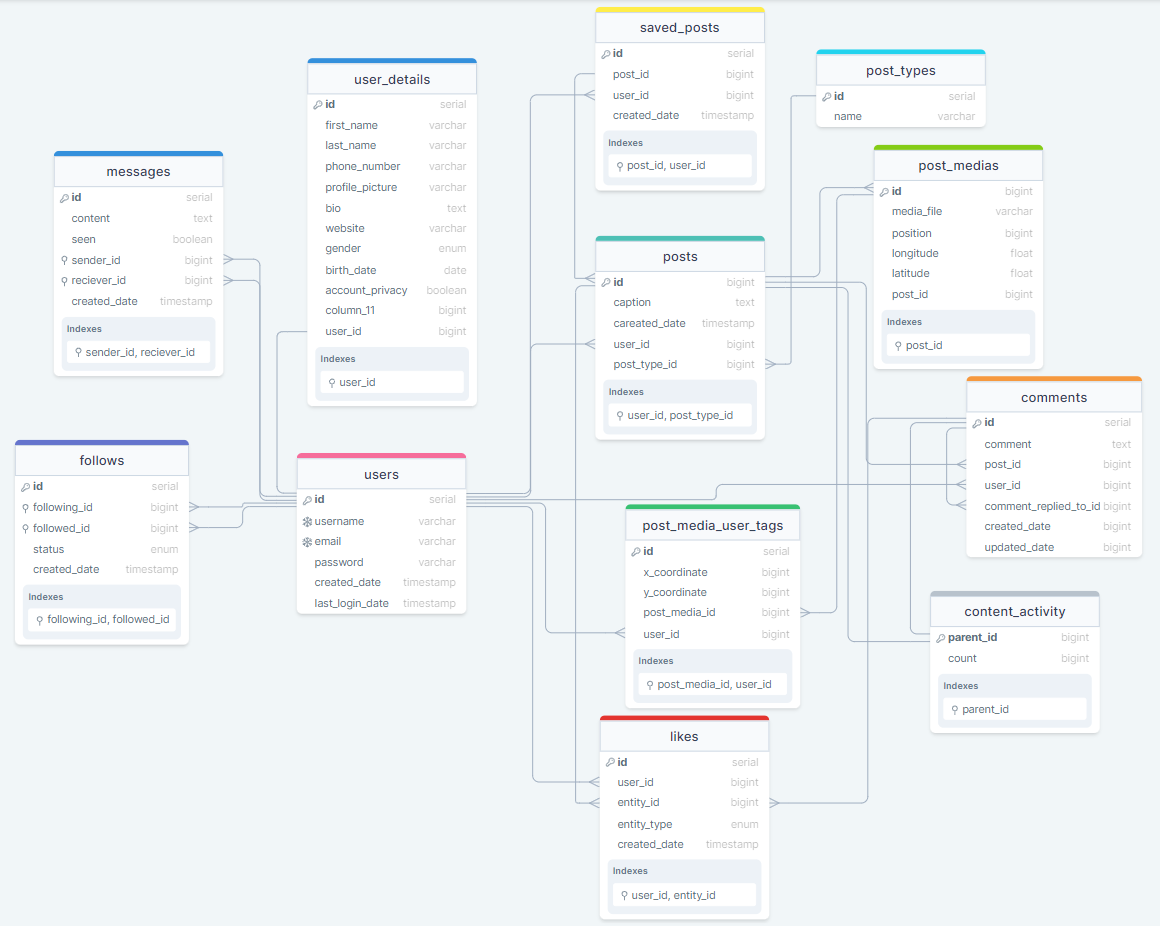 saved_posts
id serial
post_id bigint
user_id bigint
created_date timestamp
Indexes
post_id, user_id
user_details
id serial
first_name varchar
last_name varchar
phone_number varchar
profile_picture varchar
bio text
website varchar
gender enum
birth_date date
account_privacy boolean
column_11 bigint
user_id bigint
Indexes
user_id
post_types
id serial
name varchar
messages
id serial
content text
seen boolean
sender_id bigint
reciever_id bigint
created_date timestamp
Indexes
sender_id, reciever_id
post_medias
id bigint
media_file varchar
position bigint
longitude float
latitude float
post_id bigint
Indexes
post_id
posts
id bigint
caption text
careated_date timestamp
user_id bigint
post_type_id bigint
Indexes
user_id, post_type_id
comments
id serial
comment text
post_id bigint
user_id bigint
comment_replied_to_id bigint
created_date bigint
updated_date bigint
follows
id serial
following_id bigint
followed_id bigint
status enum
created_date timestamp
Indexes
following_id, followed_id
users
id serial
username varchar
email varchar
password varchar
created_date timestamp
last_login_date timestamp
post_media_user_tags
id serial
x_coordinate bigint
y_coordinate bigint
post_media_id bigint
user_id bigint
Indexes
post_media_id, user_id
content_activity
parent_id bigint
count bigint
Indexes
parent_id
likes
id serial
user_id bigint
entity_id bigint
entity_type enum
created_date timestamp
Indexes
user_id, entity_id